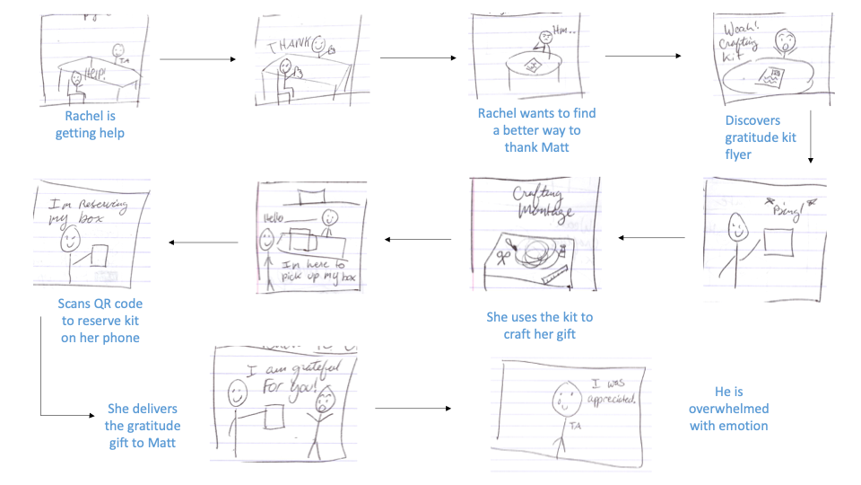 Help!
TA
Rachel is
getting help
THANKS
Hm...
Rachel wants to find
a better way to
thank Matt
Woah!
Crafting
Kit
Discovers
gratitude kit
flyer
I'm Reserving
my box
Scans QR code
to reserve kit
on her phone
Hello
I'm here to
pick up my box
Crafting
Montage
She uses the kit to
craft her gift
*Bing!*
She delivers
the gratitude
gift to Matt
I am grateful
For you!
I was
appreciated.
TA
He is
overwhelmed
with emotion